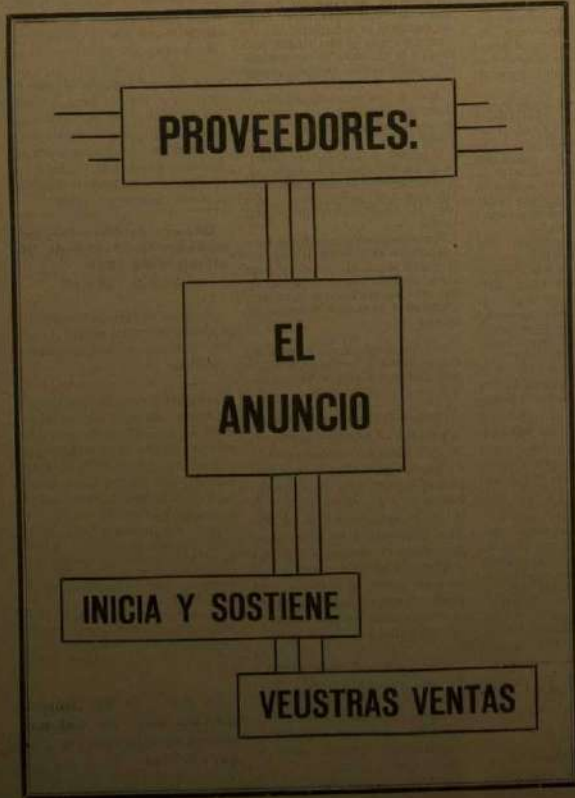 PROVEEDORES:
EL
ANUNCIO
INICIA Y SOSTIENE
VEUSTRAS VENTAS